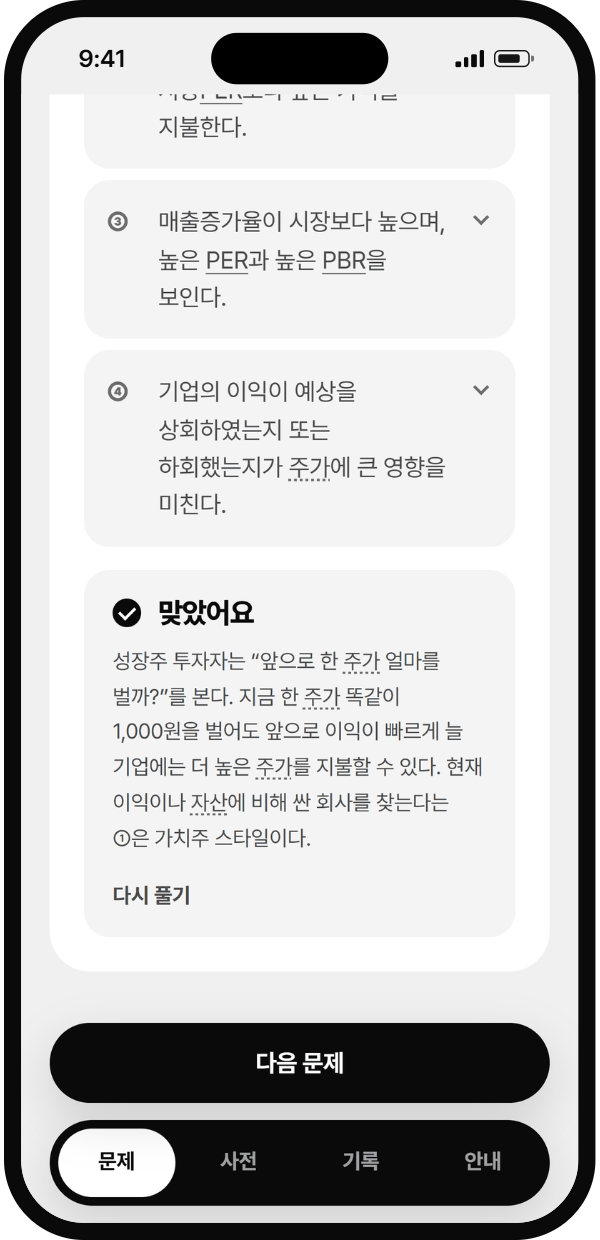 9:41
지불한다.
③ 매출증가율이 시장보다 높으며,
높은 PER과 높은 PBR을
보인다.
④ 기업의 이익이 예상을
상회하였는지 또는
하회했는지가 주가에 큰 영향을
미친다.
맞았어요
성장주 투자자는 “앞으로 한 주가 얼마를
벌까?”를 본다. 지금 한 주가 똑같이
1,000원을 벌어도 앞으로 이익이 빠르게 늘
기업에는 더 높은 주가를 지불할 수 있다. 현재
이익이나 자산에 비해 싼 회사를 찾는다는
①은 가치주 스타일이다.
다시 풀기
다음 문제
문제 사전 기록 안내